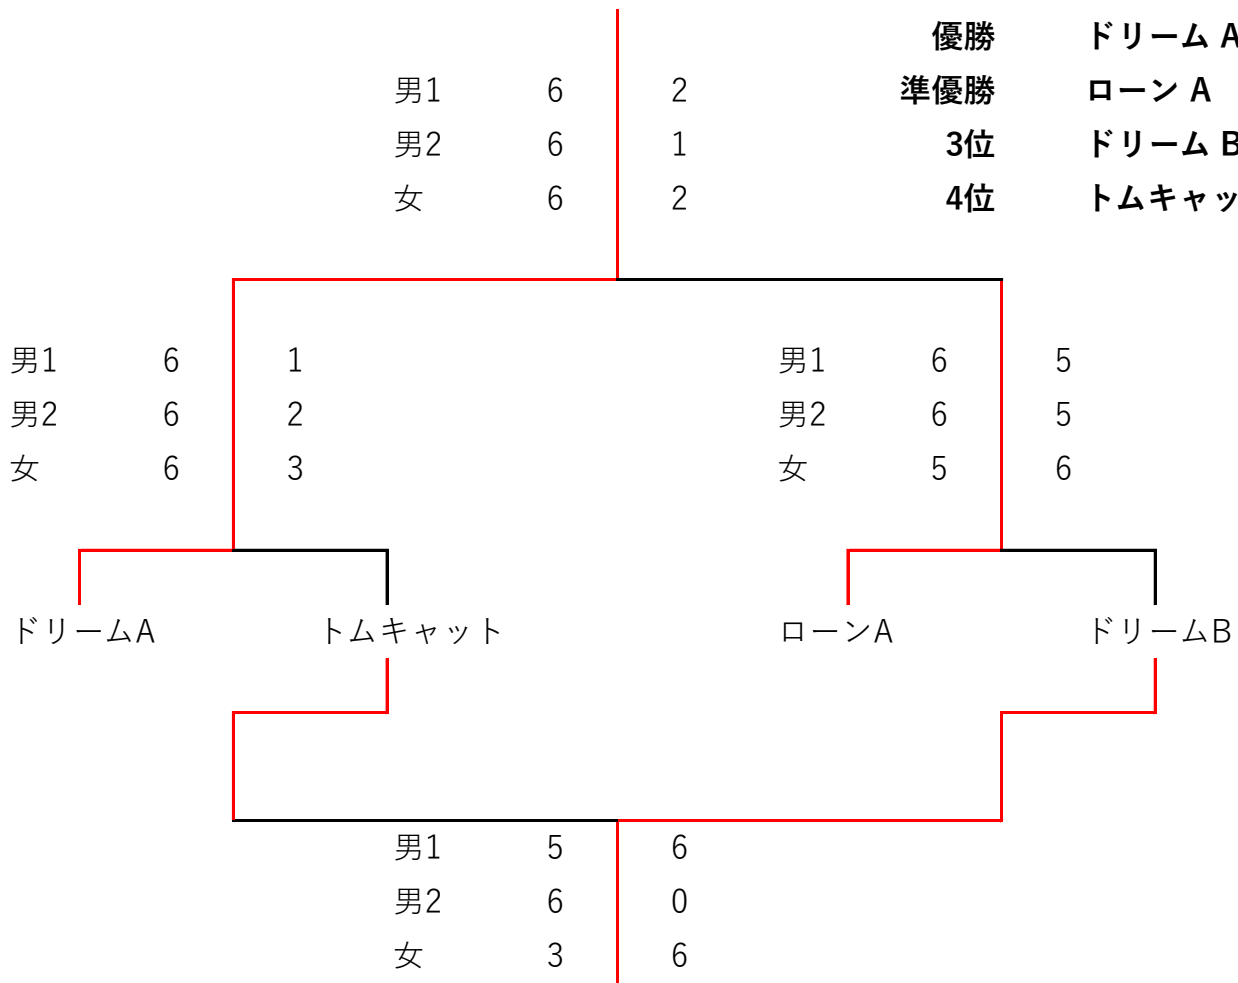 優勝 ドリーム A
男1 6 2 準優勝 ローン A
男2 6 1 3位 ドリーム B
女 6 2 4位 トムキャッ
男1 6 1 男1 6 5
男2 6 2 男2 6 5
女 6 3 女 5 6
ドリームA トムキャット ローンA ドリームB
男1 5 6
男2 6 0
女 3 6